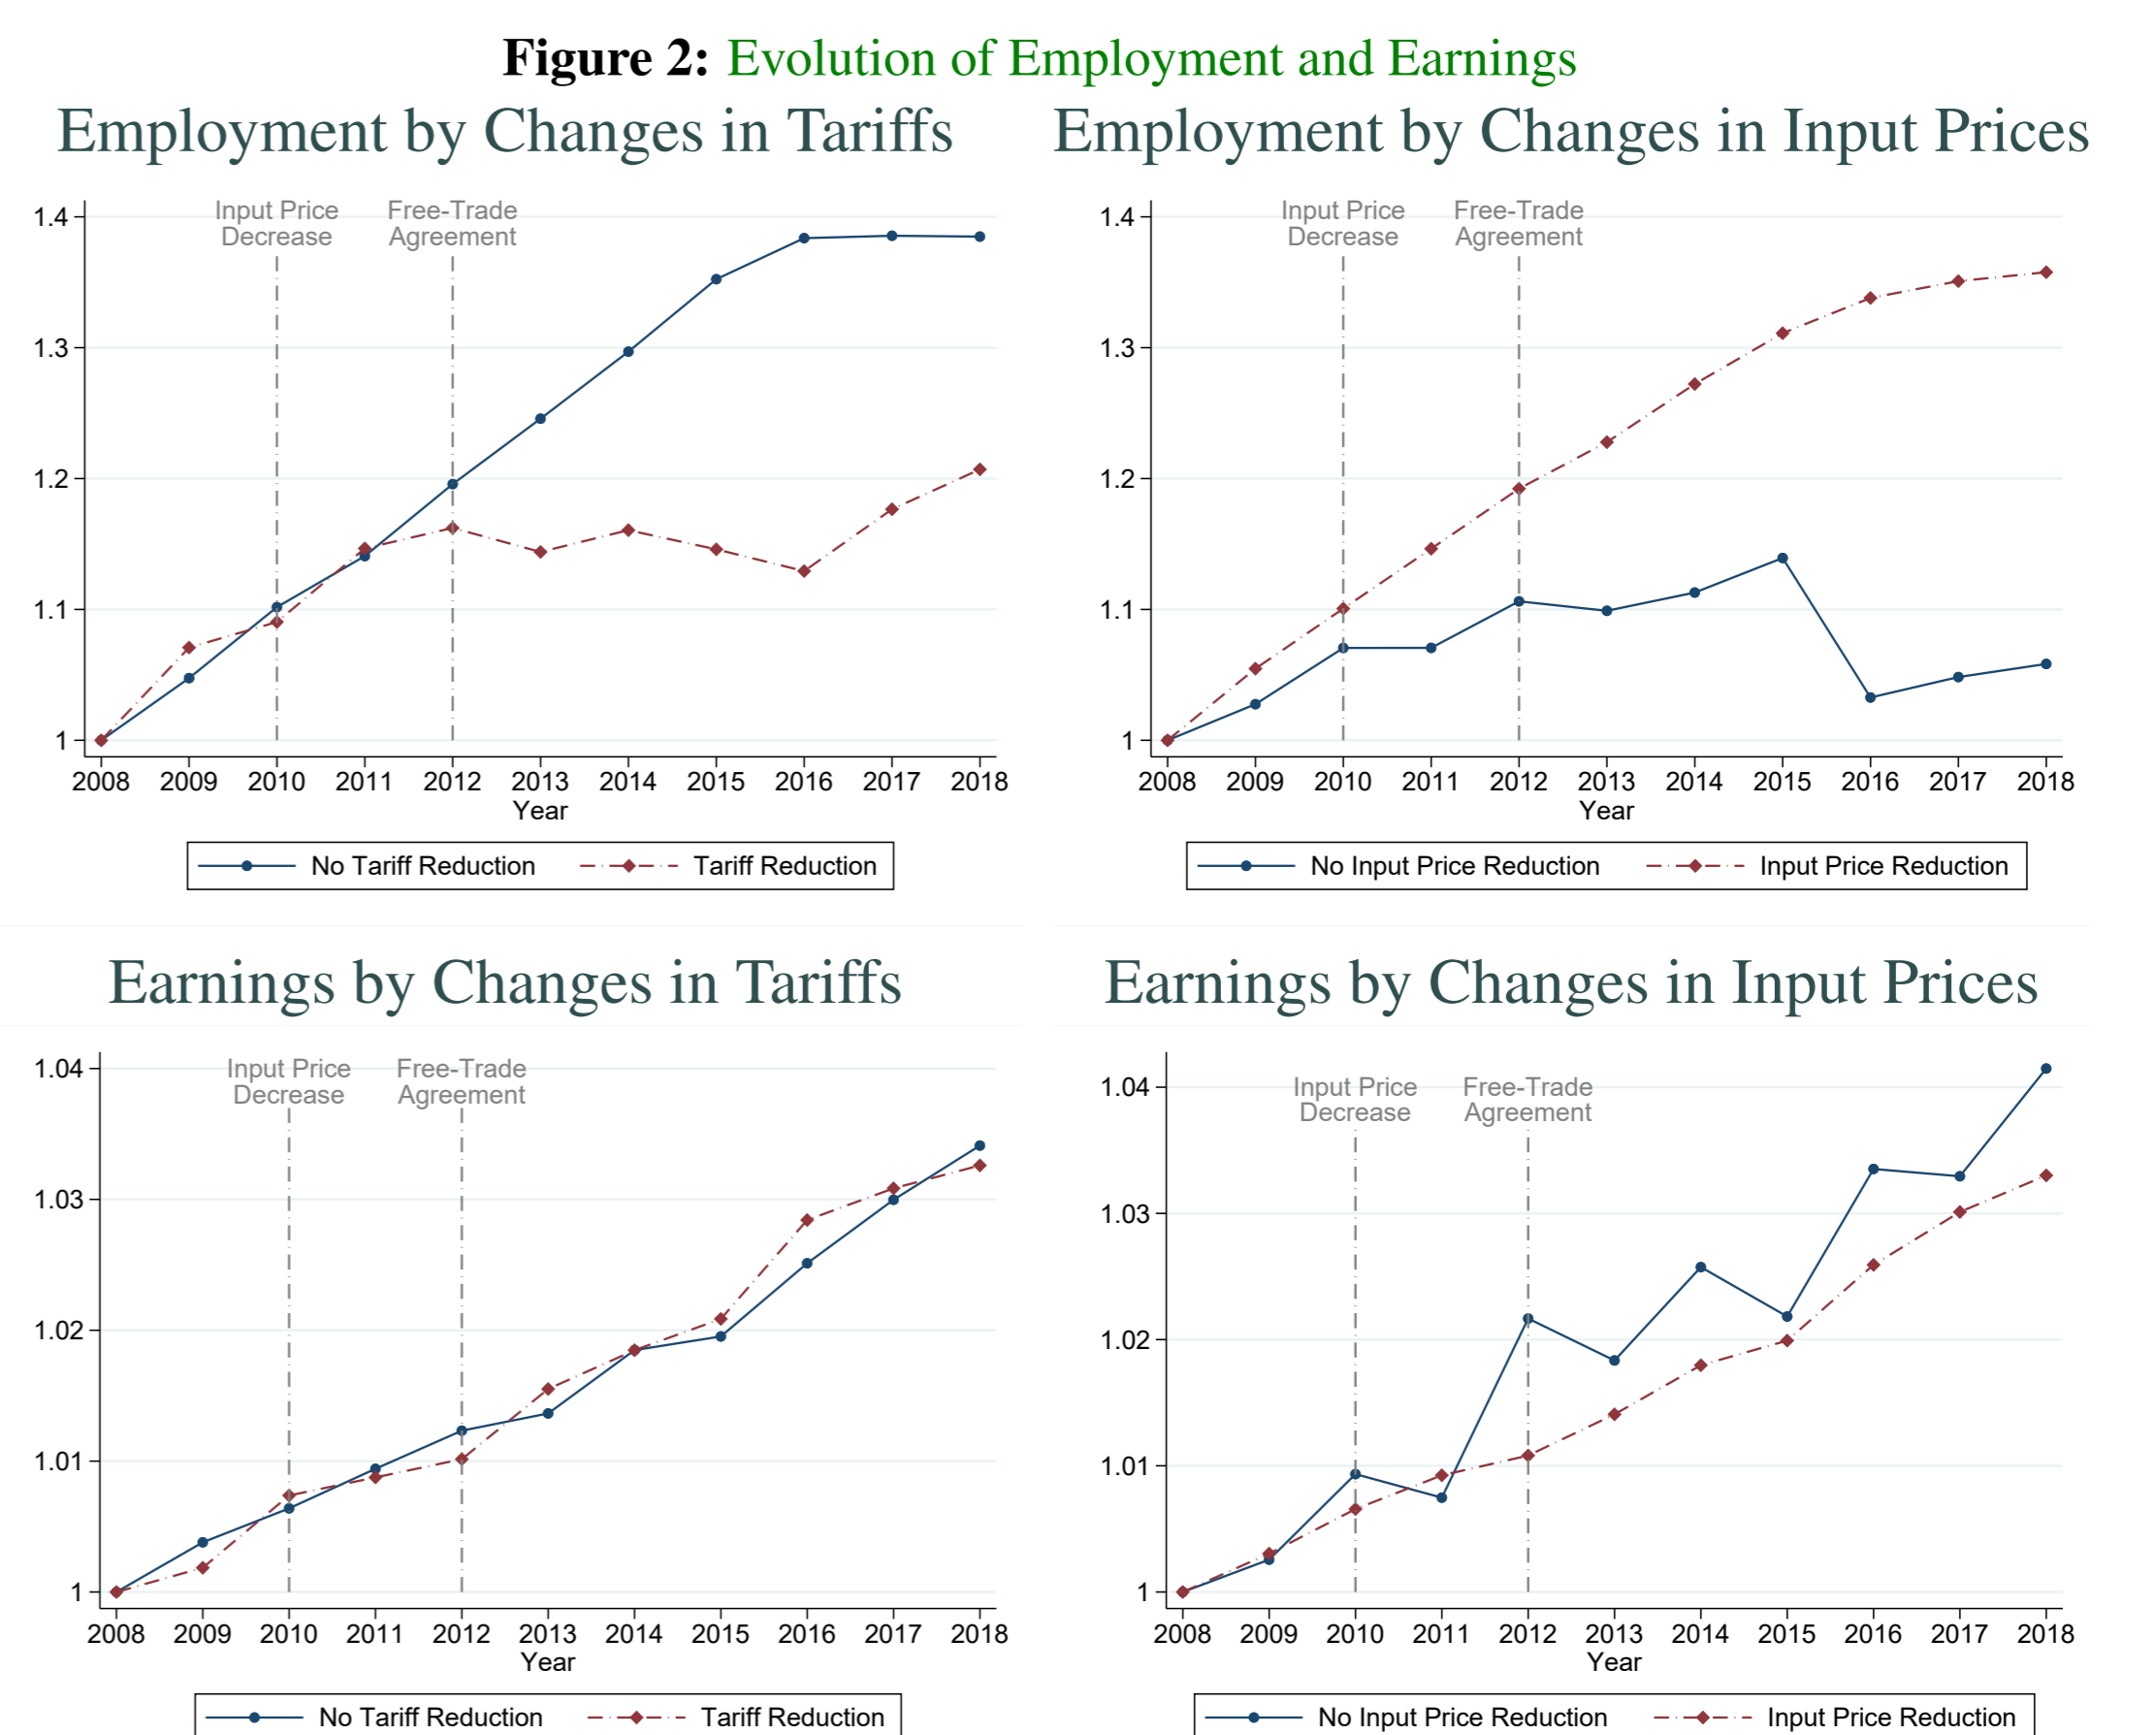 Figure 2: Evolution of Employment and Earnings
Employment by Changes in Tariffs
Input Price
Decrease
Free-Trade
Agreement
1.4
1.3
1.2
1.1
1
2008 2009 2010 2011 2012 2013 2014 2015 2016 2017 2018
Year
No Tariff Reduction
Tariff Reduction
Employment by Changes in Input Prices
Input Price
Decrease
Free-Trade
Agreement
1.4
1.3
1.2
1.1
1
2008 2009 2010 2011 2012 2013 2014 2015 2016 2017 2018
Year
No Input Price Reduction
Input Price Reduction
Earnings by Changes in Tariffs
Input Price
Decrease
Free-Trade
Agreement
1.04
1.03
1.02
1.01
1
2008 2009 2010 2011 2012 2013 2014 2015 2016 2017 2018
Year
No Tariff Reduction
Tariff Reduction
Earnings by Changes in Input Prices
Input Price
Decrease
Free-Trade
Agreement
1.04
1.03
1.02
1.01
1
2008 2009 2010 2011 2012 2013 2014 2015 2016 2017 2018
Year
No Input Price Reduction
Input Price Reduction